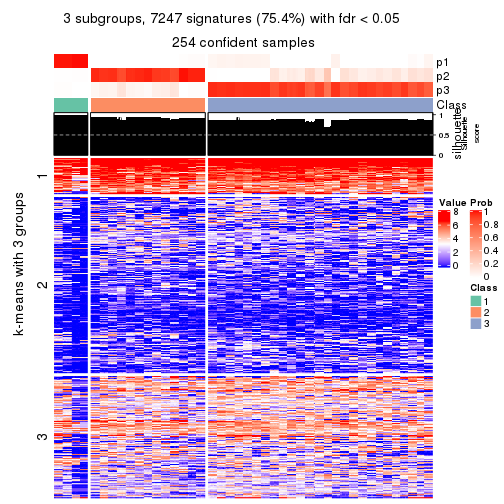 3 subgroups, 7247 signatures (75.4%) with fdr < 0.05
254 confident samples
p1
p2
p3
Class
1
0.5
0
silhouette
Silhouette
score
k-means with 3 groups
1
2
3
Value
8
6
4
2
0
Prob
1
0.8
0.6
0.4
0.2
0
Class
1
2
3